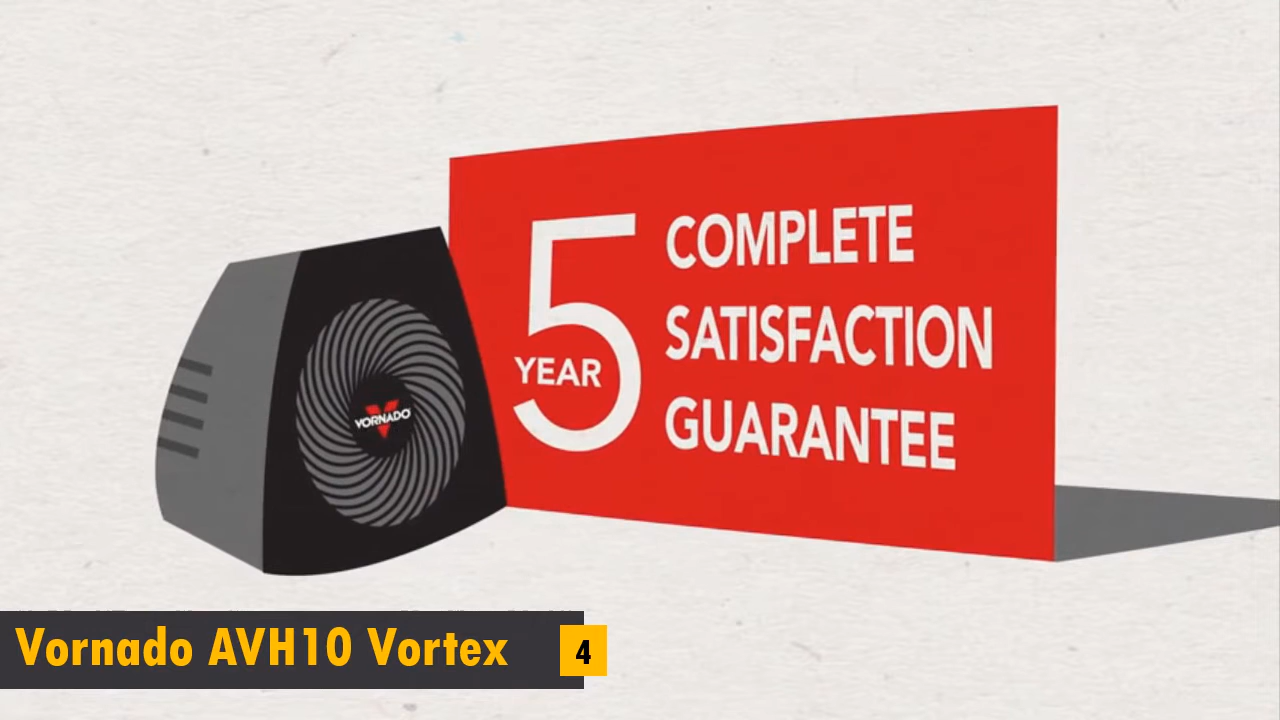 5 YEAR
COMPLETE
SATISFACTION
GUARANTEE
VORNADO
Vornado AVH10 Vortex
4